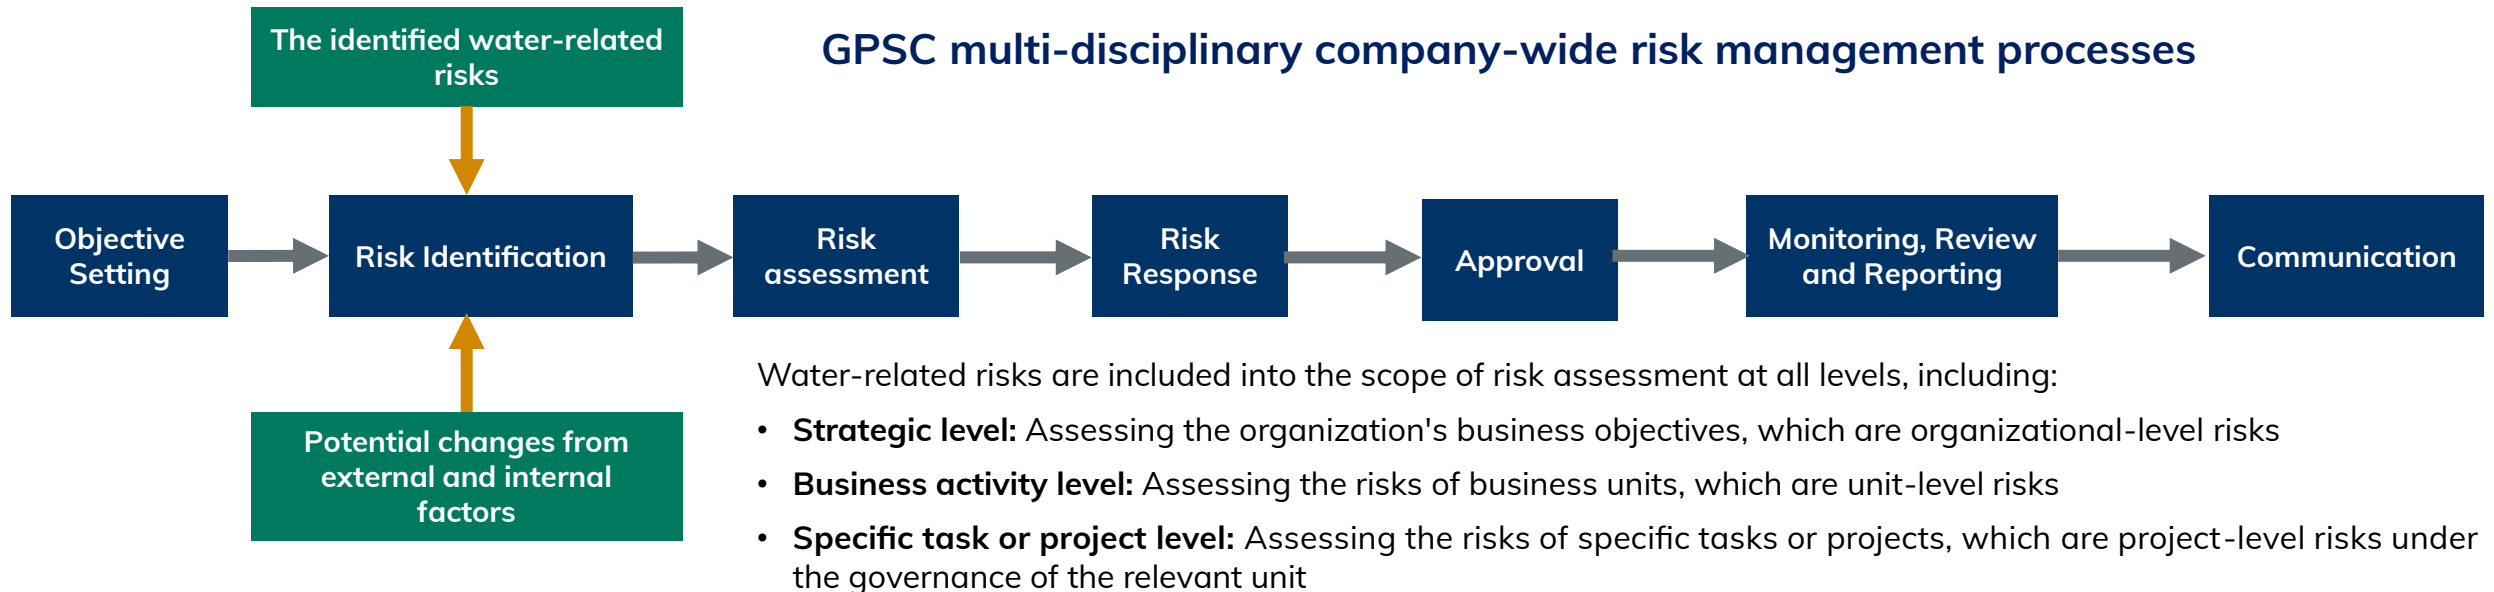 The identified water-related
risks
GPSC multi-disciplinary company-wide risk management processes
Objective
Setting
Risk Identification
Risk
assessment
Risk
Response
Approval
Monitoring, Review
and Reporting
Communication
Potential changes from
external and internal
factors
Water-related risks are included into the scope of risk assessment at all levels, including:
• Strategic level: Assessing the organization's business objectives, which are organizational-level risks
• Business activity level: Assessing the risks of business units, which are unit-level risks
• Specific task or project level: Assessing the risks of specific tasks or projects, which are project-level risks under
the governance of the relevant unit